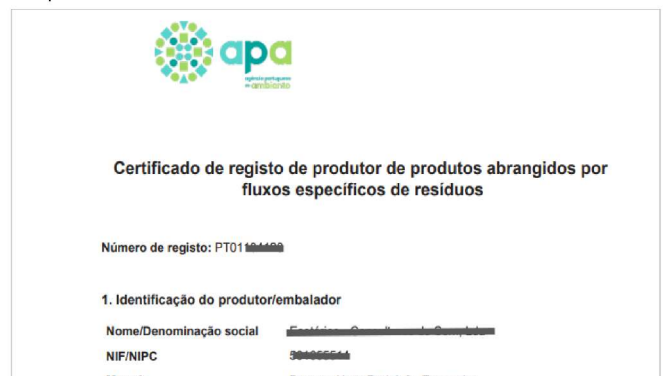 apa
agência portuguesa
do ambiente
Certificado de registo de produtor de produtos abrangidos por
fluxos específicos de resíduos
Número de registo: PT01
1. Identificação do produtor/embalador
Nome/Denominação social
NIF/NIPC